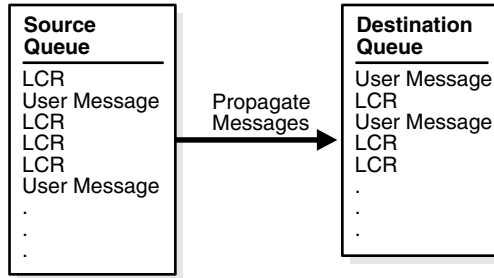 Source
Queue
LCR
User Message
LCR
LCR
LCR
User Message
.
.
.
Propagate
Messages
Destination
Queue
User Message
LCR
User Message
LCR
LCR
.
.
.